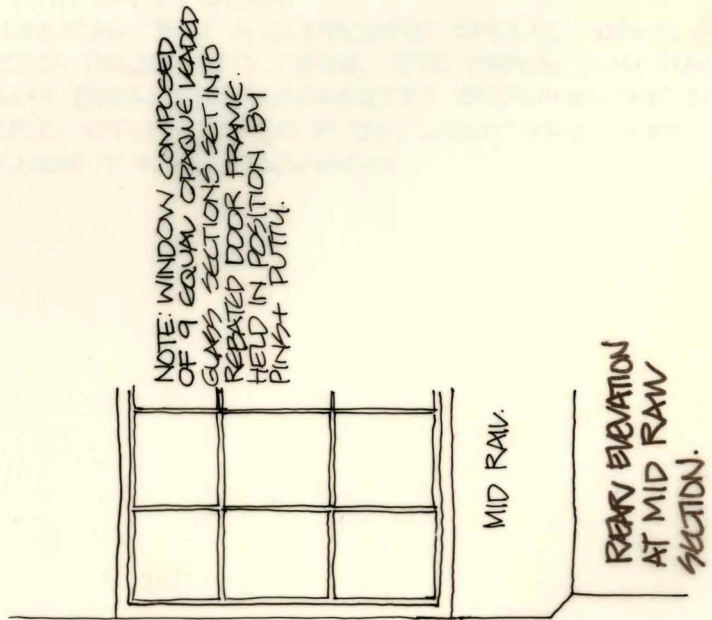 NOTE: WINDOW COMPOSED
OF 9 EQUAL OPAQUE LEADED
GLASS SECTIONS SET INTO
REBATED DOOR FRAME.
HELD IN POSITION BY
PINS + PUTTY.
MID RAIL.
REAR ELEVATION
AT MID RAIL
SECTION.